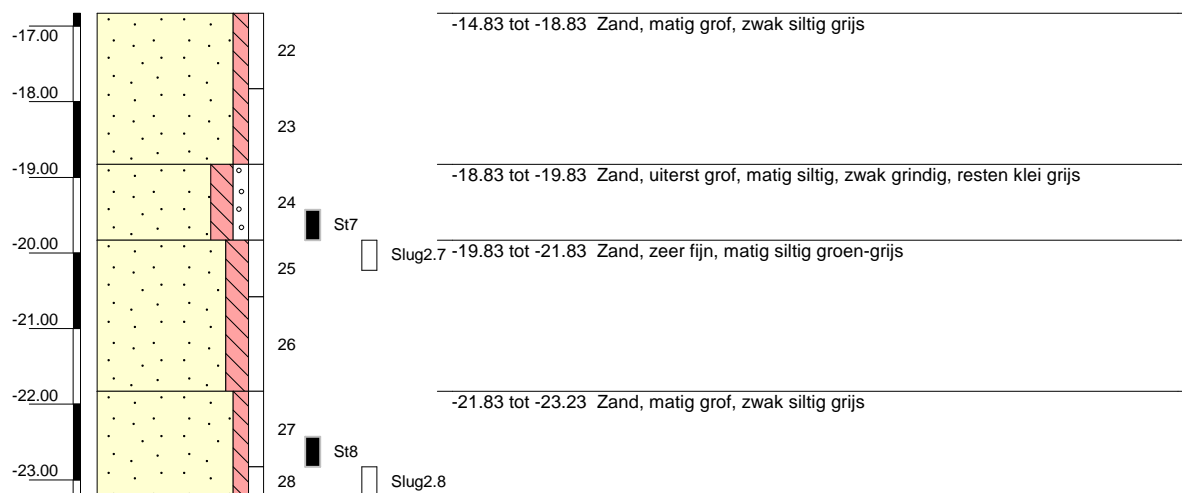 -14.83 tot -18.83 Zand, matig grof, zwak siltig grijs
-17.00
22
-18.00
23
-19.00
-18.83 tot -19.83 Zand, uiterst grof, matig siltig, zwak grindig, resten klei grijs
24
St7
-20.00
Slug2.7
-19.83 tot -21.83 Zand, zeer fijn, matig siltig groen-grijs
25
-21.00
26
-22.00
-21.83 tot -23.23 Zand, matig grof, zwak siltig grijs
27
St8
-23.00
28
Slug2.8